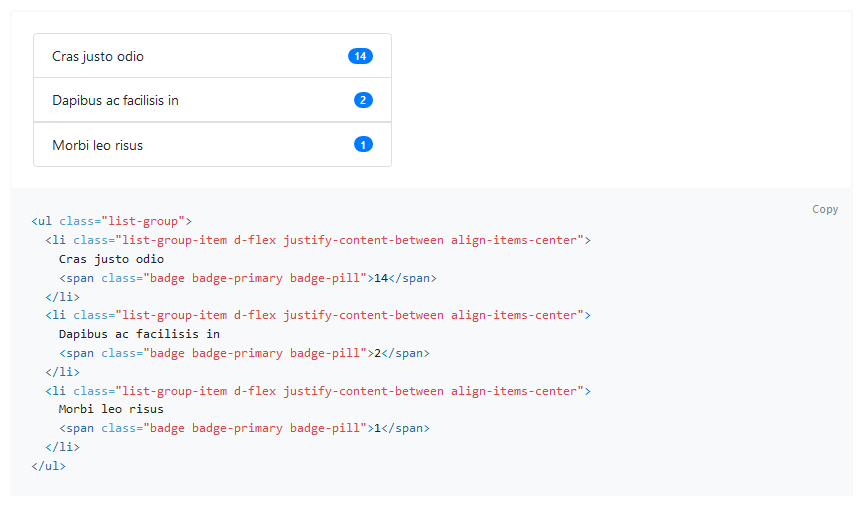 Cras justo odio 14
Dapibus ac facilisis in 2
Morbi leo risus 1
Copy
<ul class="list-group">
  <li class="list-group-item d-flex justify-content-between align-items-center">
    Cras justo odio
    <span class="badge badge-primary badge-pill">14</span>
  </li>
  <li class="list-group-item d-flex justify-content-between align-items-center">
    Dapibus ac facilisis in
    <span class="badge badge-primary badge-pill">2</span>
  </li>
  <li class="list-group-item d-flex justify-content-between align-items-center">
    Morbi leo risus
    <span class="badge badge-primary badge-pill">1</span>
  </li>
</ul>